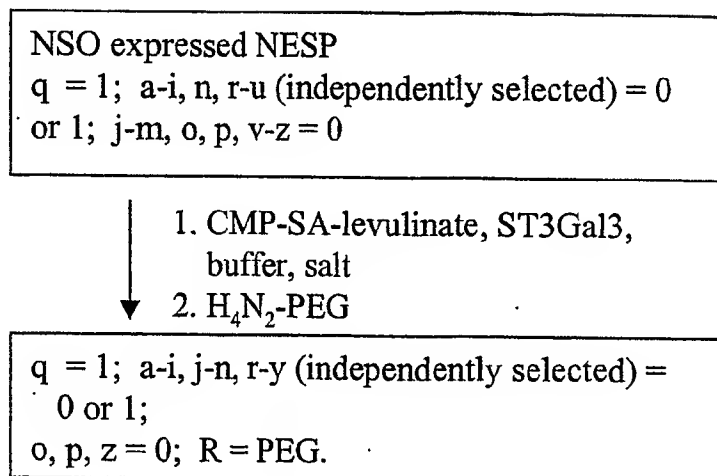 NSO expressed NESP
q = 1; a-i, n, r-u (independently selected) = 0
or 1; j-m, o, p, v-z = 0
1. CMP-SA-levulinate, ST3Gal3,
buffer, salt
2. H₄N₂-PEG
q = 1; a-i, j-n, r-y (independently selected) =
0 or 1;
o, p, z = 0; R = PEG.